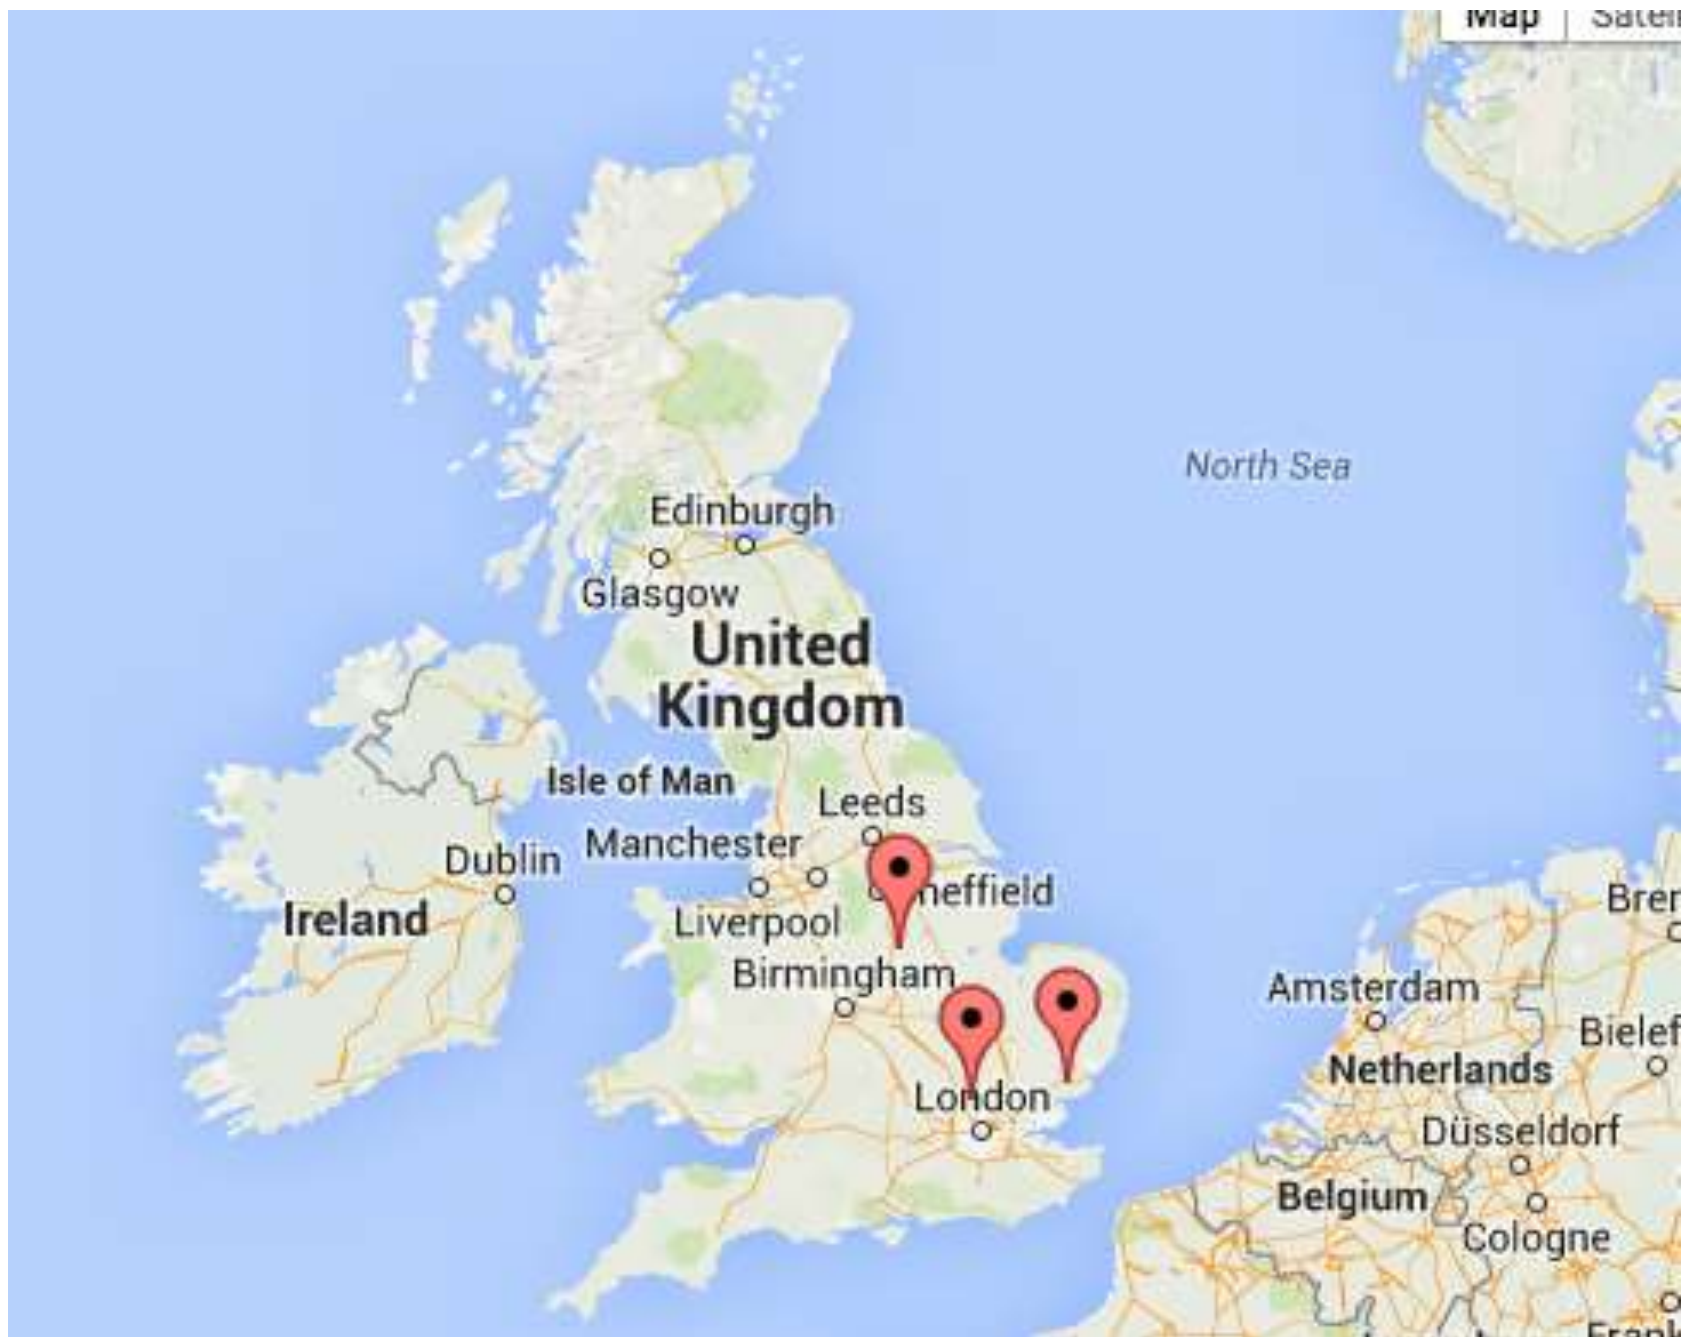 Map
North Sea
Edinburgh
Glasgow
United
Kingdom
Isle of Man
Leeds
Manchester
Dublin
heffield
Ireland
Liverpool
Birmingham
Amsterdam
Netherlands
London
Düsseldorf
Belgium
Cologne